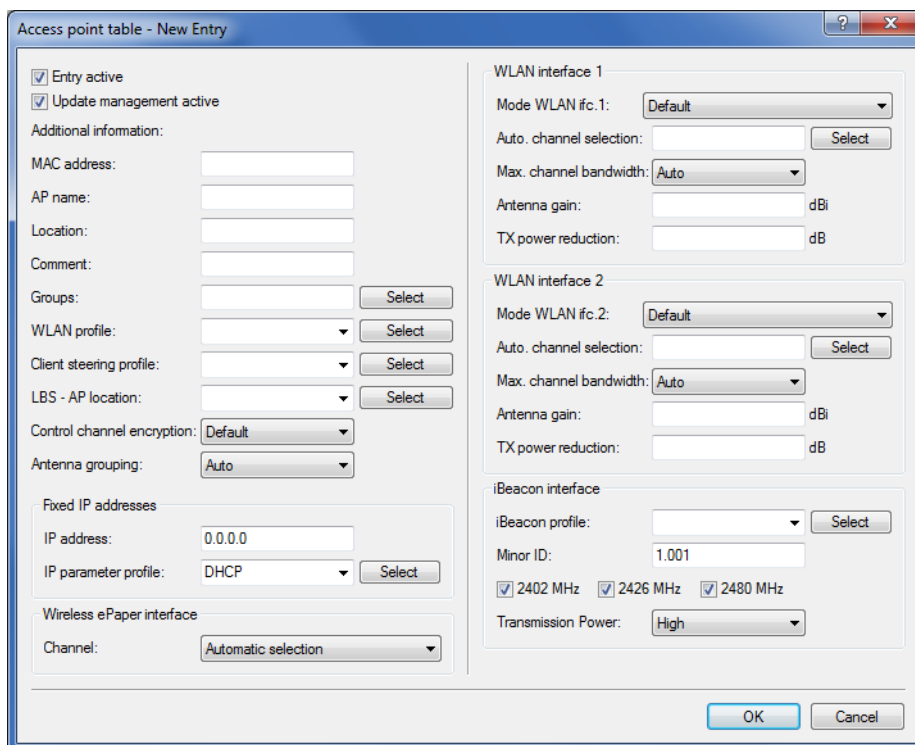 Access point table - New Entry
Entry active
Update management active
Additional information:
MAC address:
AP name:
Location:
Comment:
Groups: Select
WLAN profile: Select
Client steering profile: Select
LBS - AP location: Select
Control channel encryption: Default
Antenna grouping: Auto
Fixed IP addresses
IP address: 0.0.0.0
IP parameter profile: DHCP Select
Wireless ePaper interface
Channel: Automatic selection
WLAN interface 1
Mode WLAN ifc.1: Default
Auto. channel selection: Select
Max. channel bandwidth: Auto
Antenna gain: dBi
TX power reduction: dB
WLAN interface 2
Mode WLAN ifc.2: Default
Auto. channel selection: Select
Max. channel bandwidth: Auto
Antenna gain: dBi
TX power reduction: dB
iBeacon interface
iBeacon profile: Select
Minor ID: 1.001
2402 MHz 2426 MHz 2480 MHz
Transmission Power: High
OK Cancel